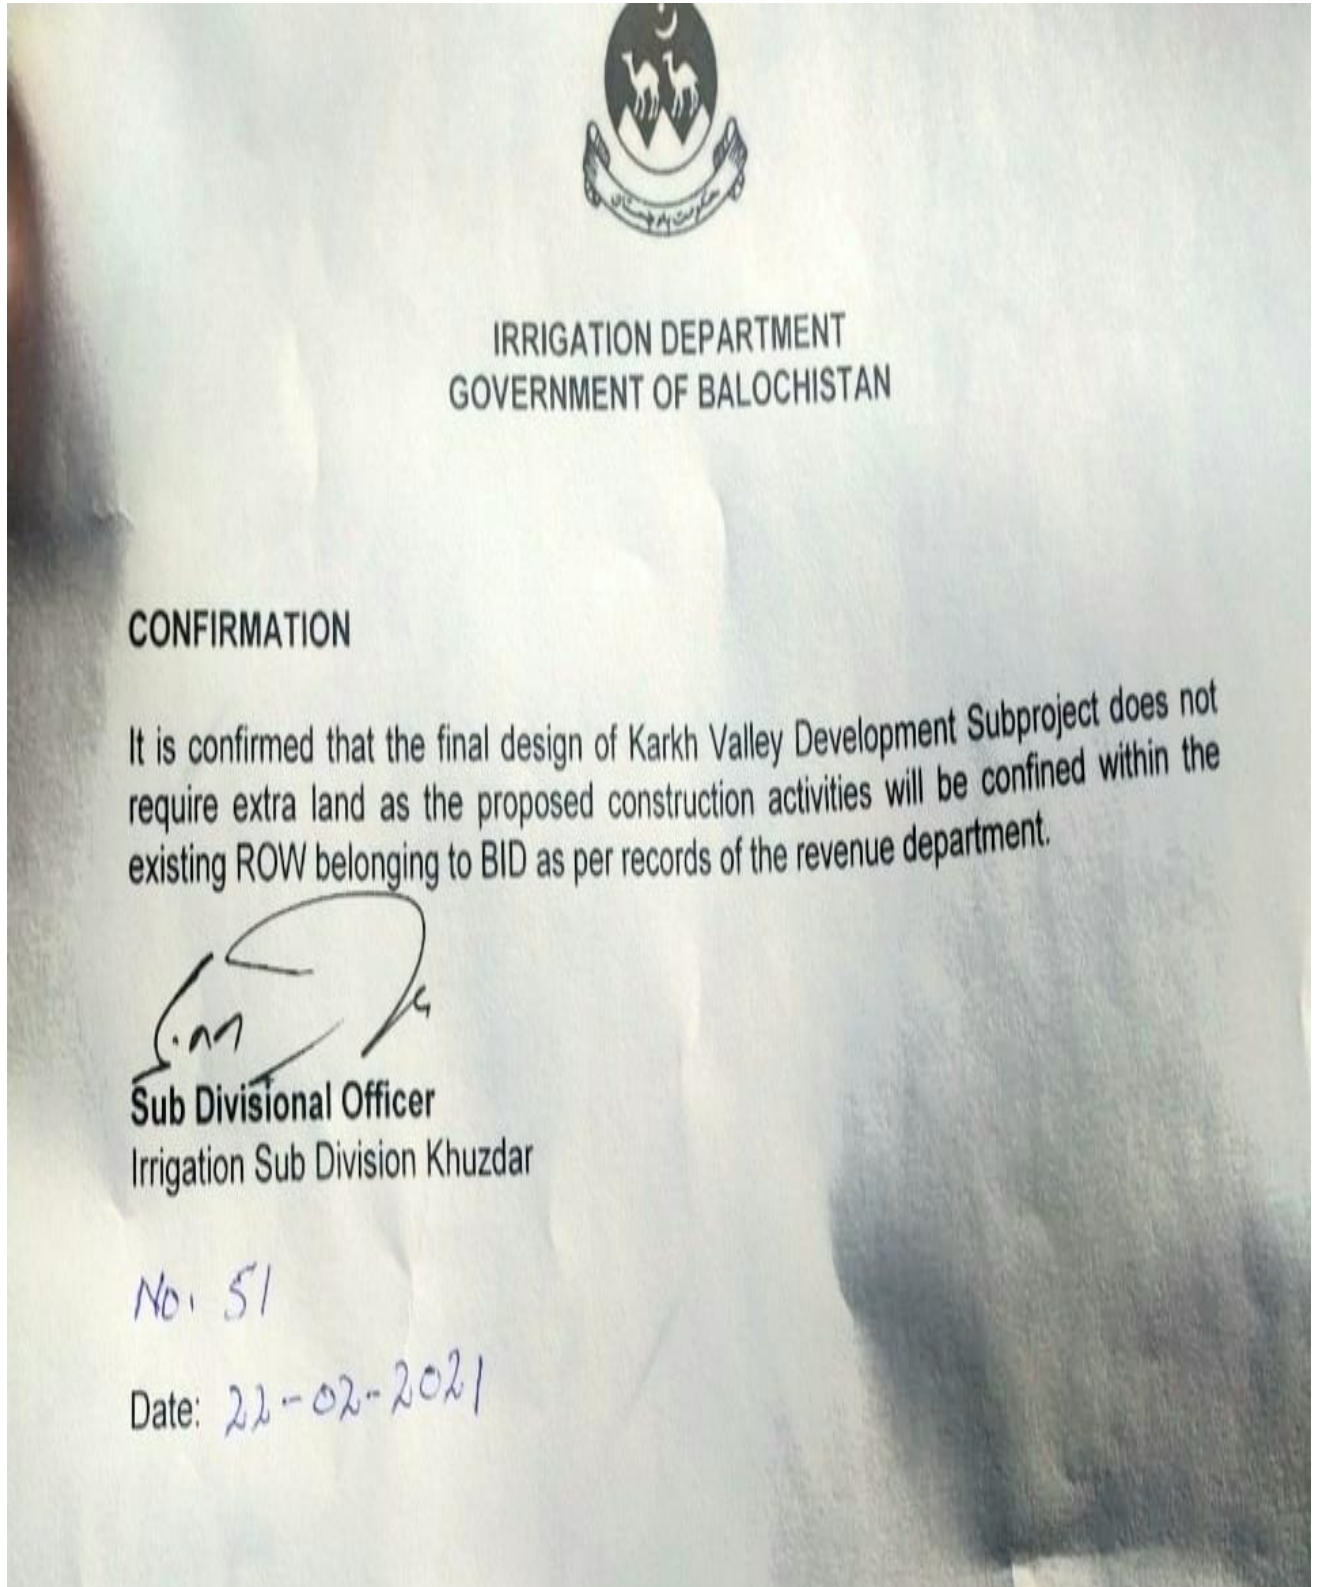 حکومت بلوچستان
IRRIGATION DEPARTMENT
GOVERNMENT OF BALOCHISTAN
CONFIRMATION
It is confirmed that the final design of Karkh Valley Development Subproject does not
require extra land as the proposed construction activities will be confined within the
existing ROW belonging to BID as per records of the revenue department.
Sub Divisional Officer
Irrigation Sub Division Khuzdar
No. 51
Date: 22-02-2021